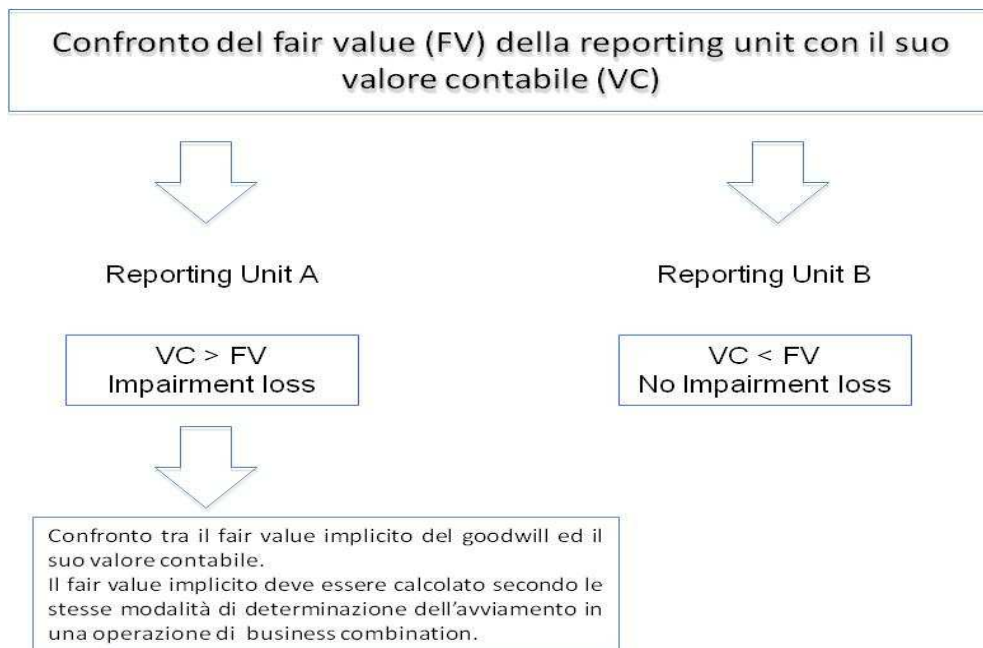 Confronto del fair value (FV) della reporting unit con il suo
valore contabile (VC)
Reporting Unit A
Reporting Unit B
VC > FV
Impairment loss
VC < FV
No Impairment loss
Confronto tra il fair value implicito del goodwill ed il
suo valore contabile.
Il fair value implicito deve essere calcolato secondo le
stesse modalità di determinazione dell’avviamento in
una operazione di business combination.